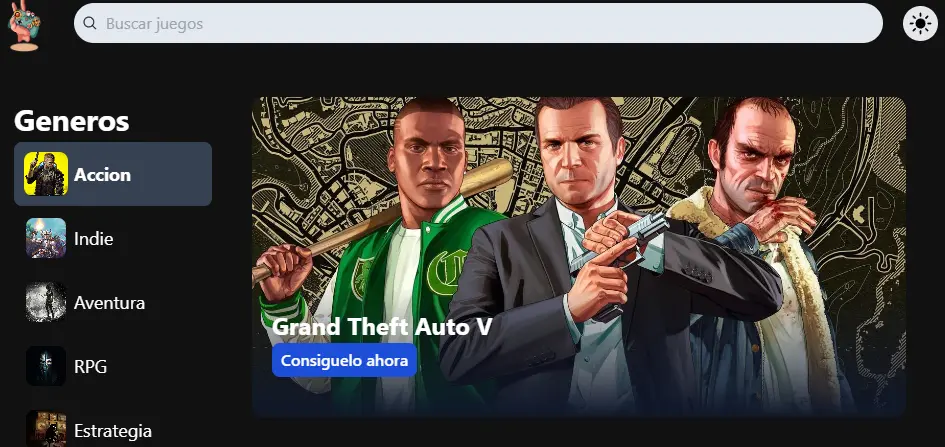 Buscar juegos
Generos
Accion
Indie
Aventura
RPG
Estrategia
Grand Theft Auto V
Consiguelo ahora